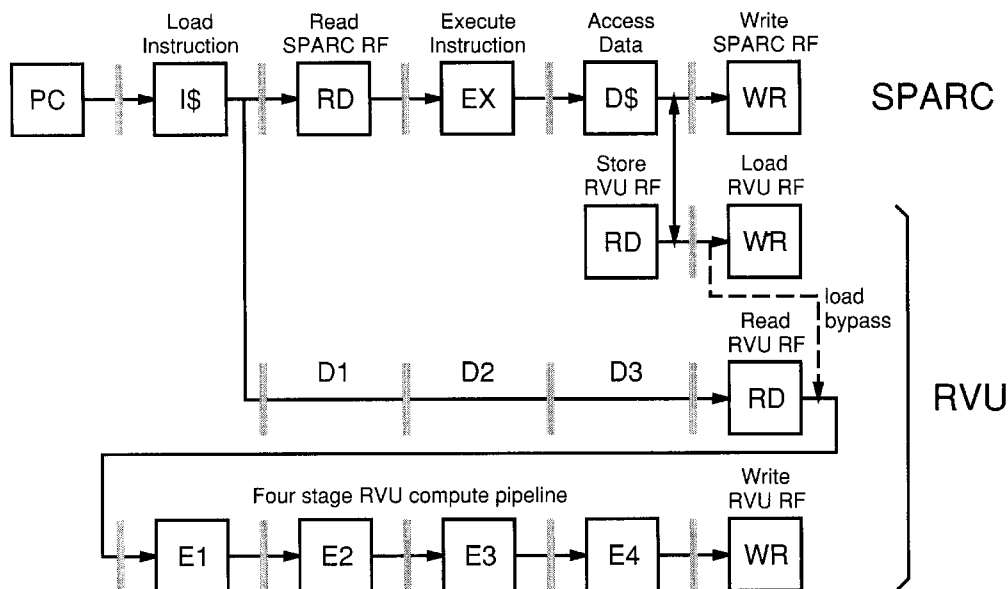 Load
Instruction
Read
SPARC RF
Execute
Instruction
Access
Data
Write
SPARC RF
PC
I$
RD
EX
D$
WR
SPARC
Store
RVU RF
Load
RVU RF
RD
WR
load
bypass
Read
RVU RF
D1
D2
D3
RD
RVU
Four stage RVU compute pipeline
Write
RVU RF
E1
E2
E3
E4
WR